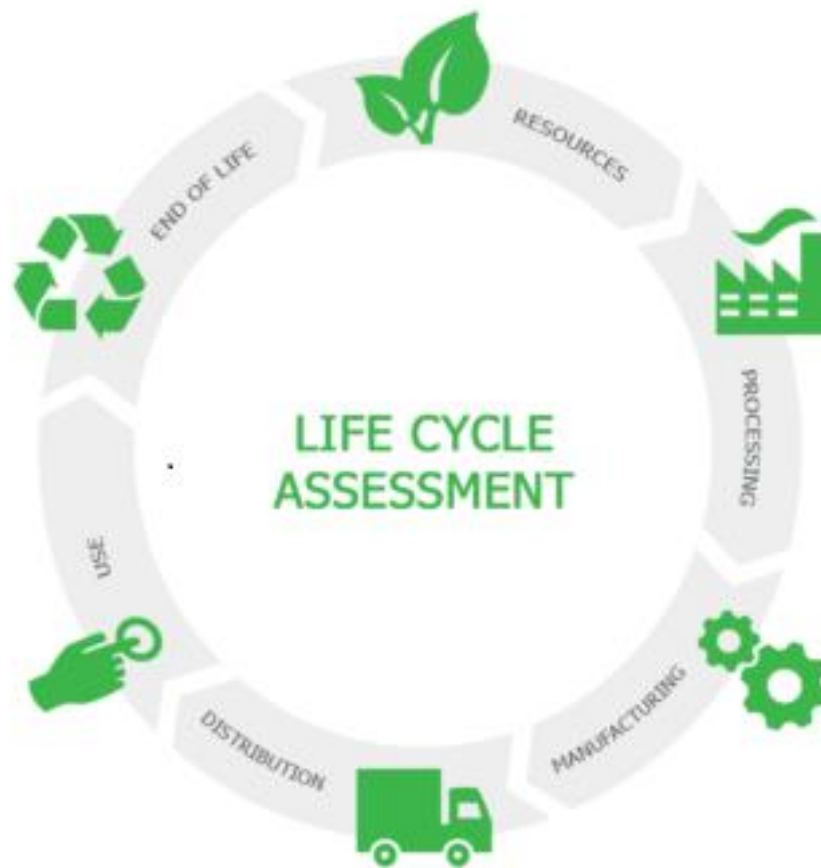 RESOURCES
PROCESSING
MANUFACTURING
DISTRIBUTION
USE
END OF LIFE
LIFE CYCLE
ASSESSMENT